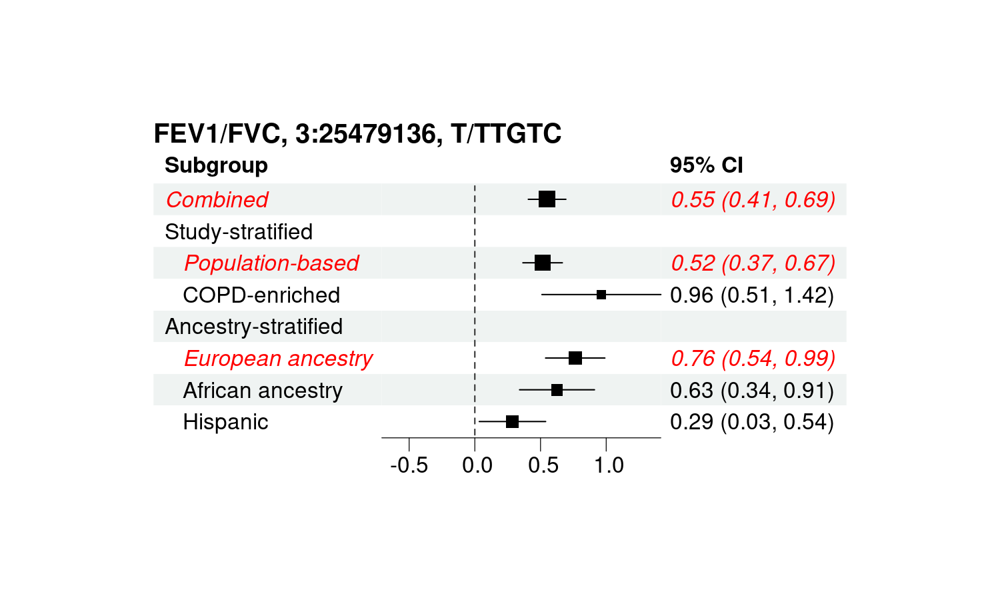 FEV1/FVC, 3:25479136, T/TTGTC
Subgroup 95% CI
Combined 0.55 (0.41, 0.69)
Study-stratified
Population-based 0.52 (0.37, 0.67)
COPD-enriched 0.96 (0.51, 1.42)
Ancestry-stratified
European ancestry 0.76 (0.54, 0.99)
African ancestry 0.63 (0.34, 0.91)
Hispanic 0.29 (0.03, 0.54)
-0.5 0.0 0.5 1.0